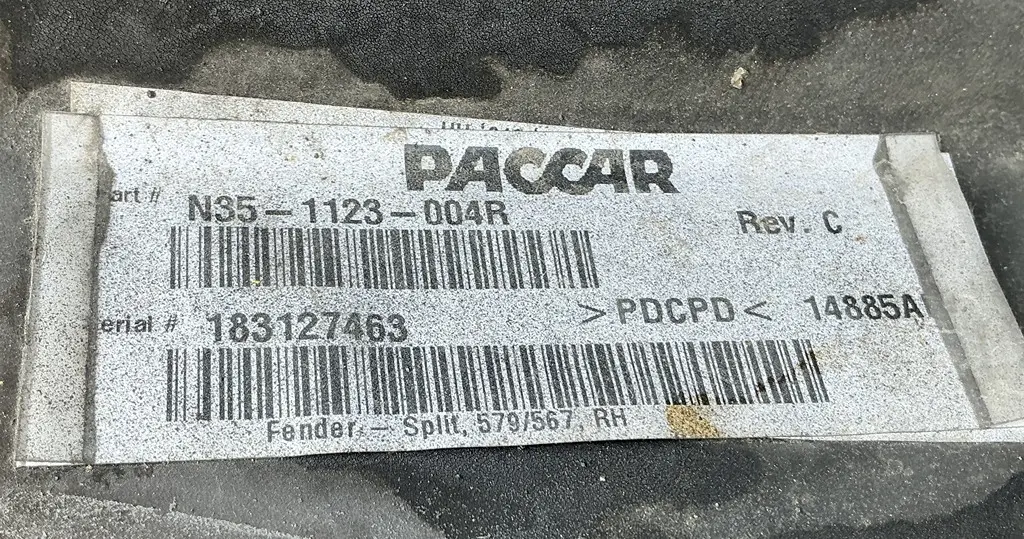 PACCAR
art #
N35-1123-004R
Rev. C
erial #
183127463
>PDCPD<
14885A
Fender - Split, 579/567, RH